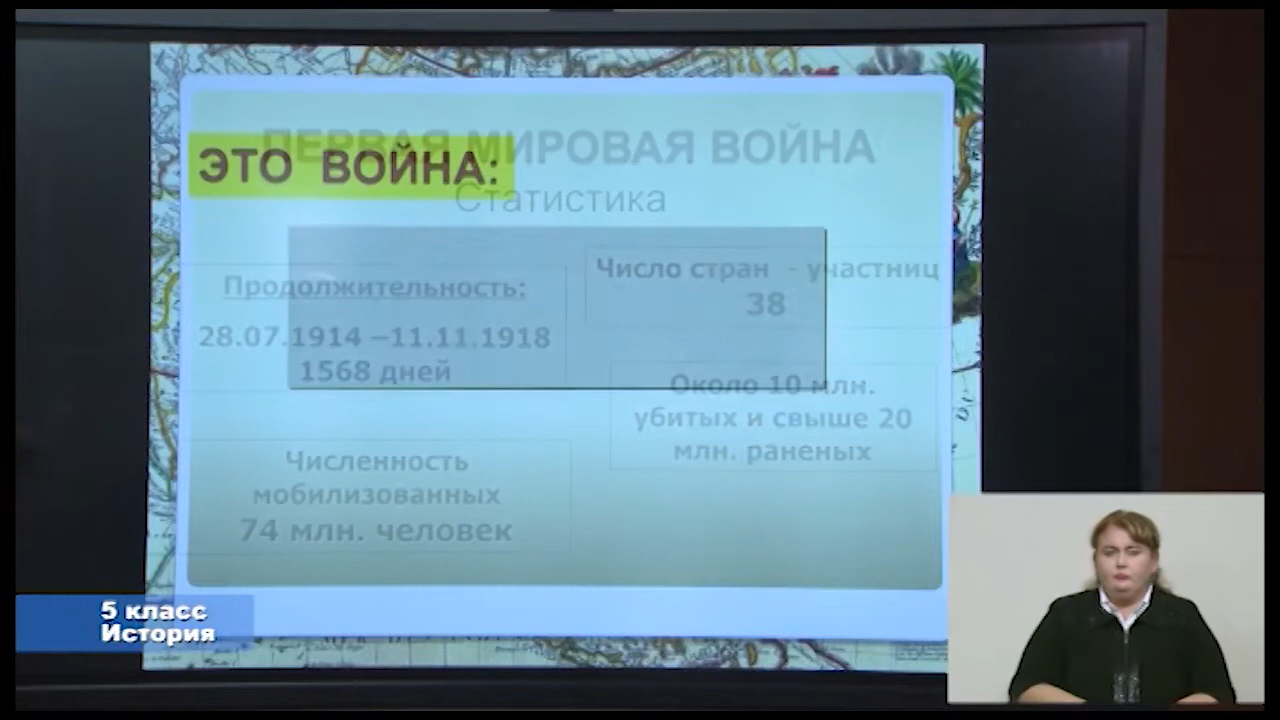 ПЕРВАЯ МИРОВАЯ ВОЙНА
ЭТО ВОЙНА:
Статистика
Продолжительность:
28.07.1914 –11.11.1918
1568 дней
Число стран - участниц
38
Около 10 млн.
убитых и свыше 20
млн. раненых
Численность
мобилизованных
74 млн. человек
5 класс
История